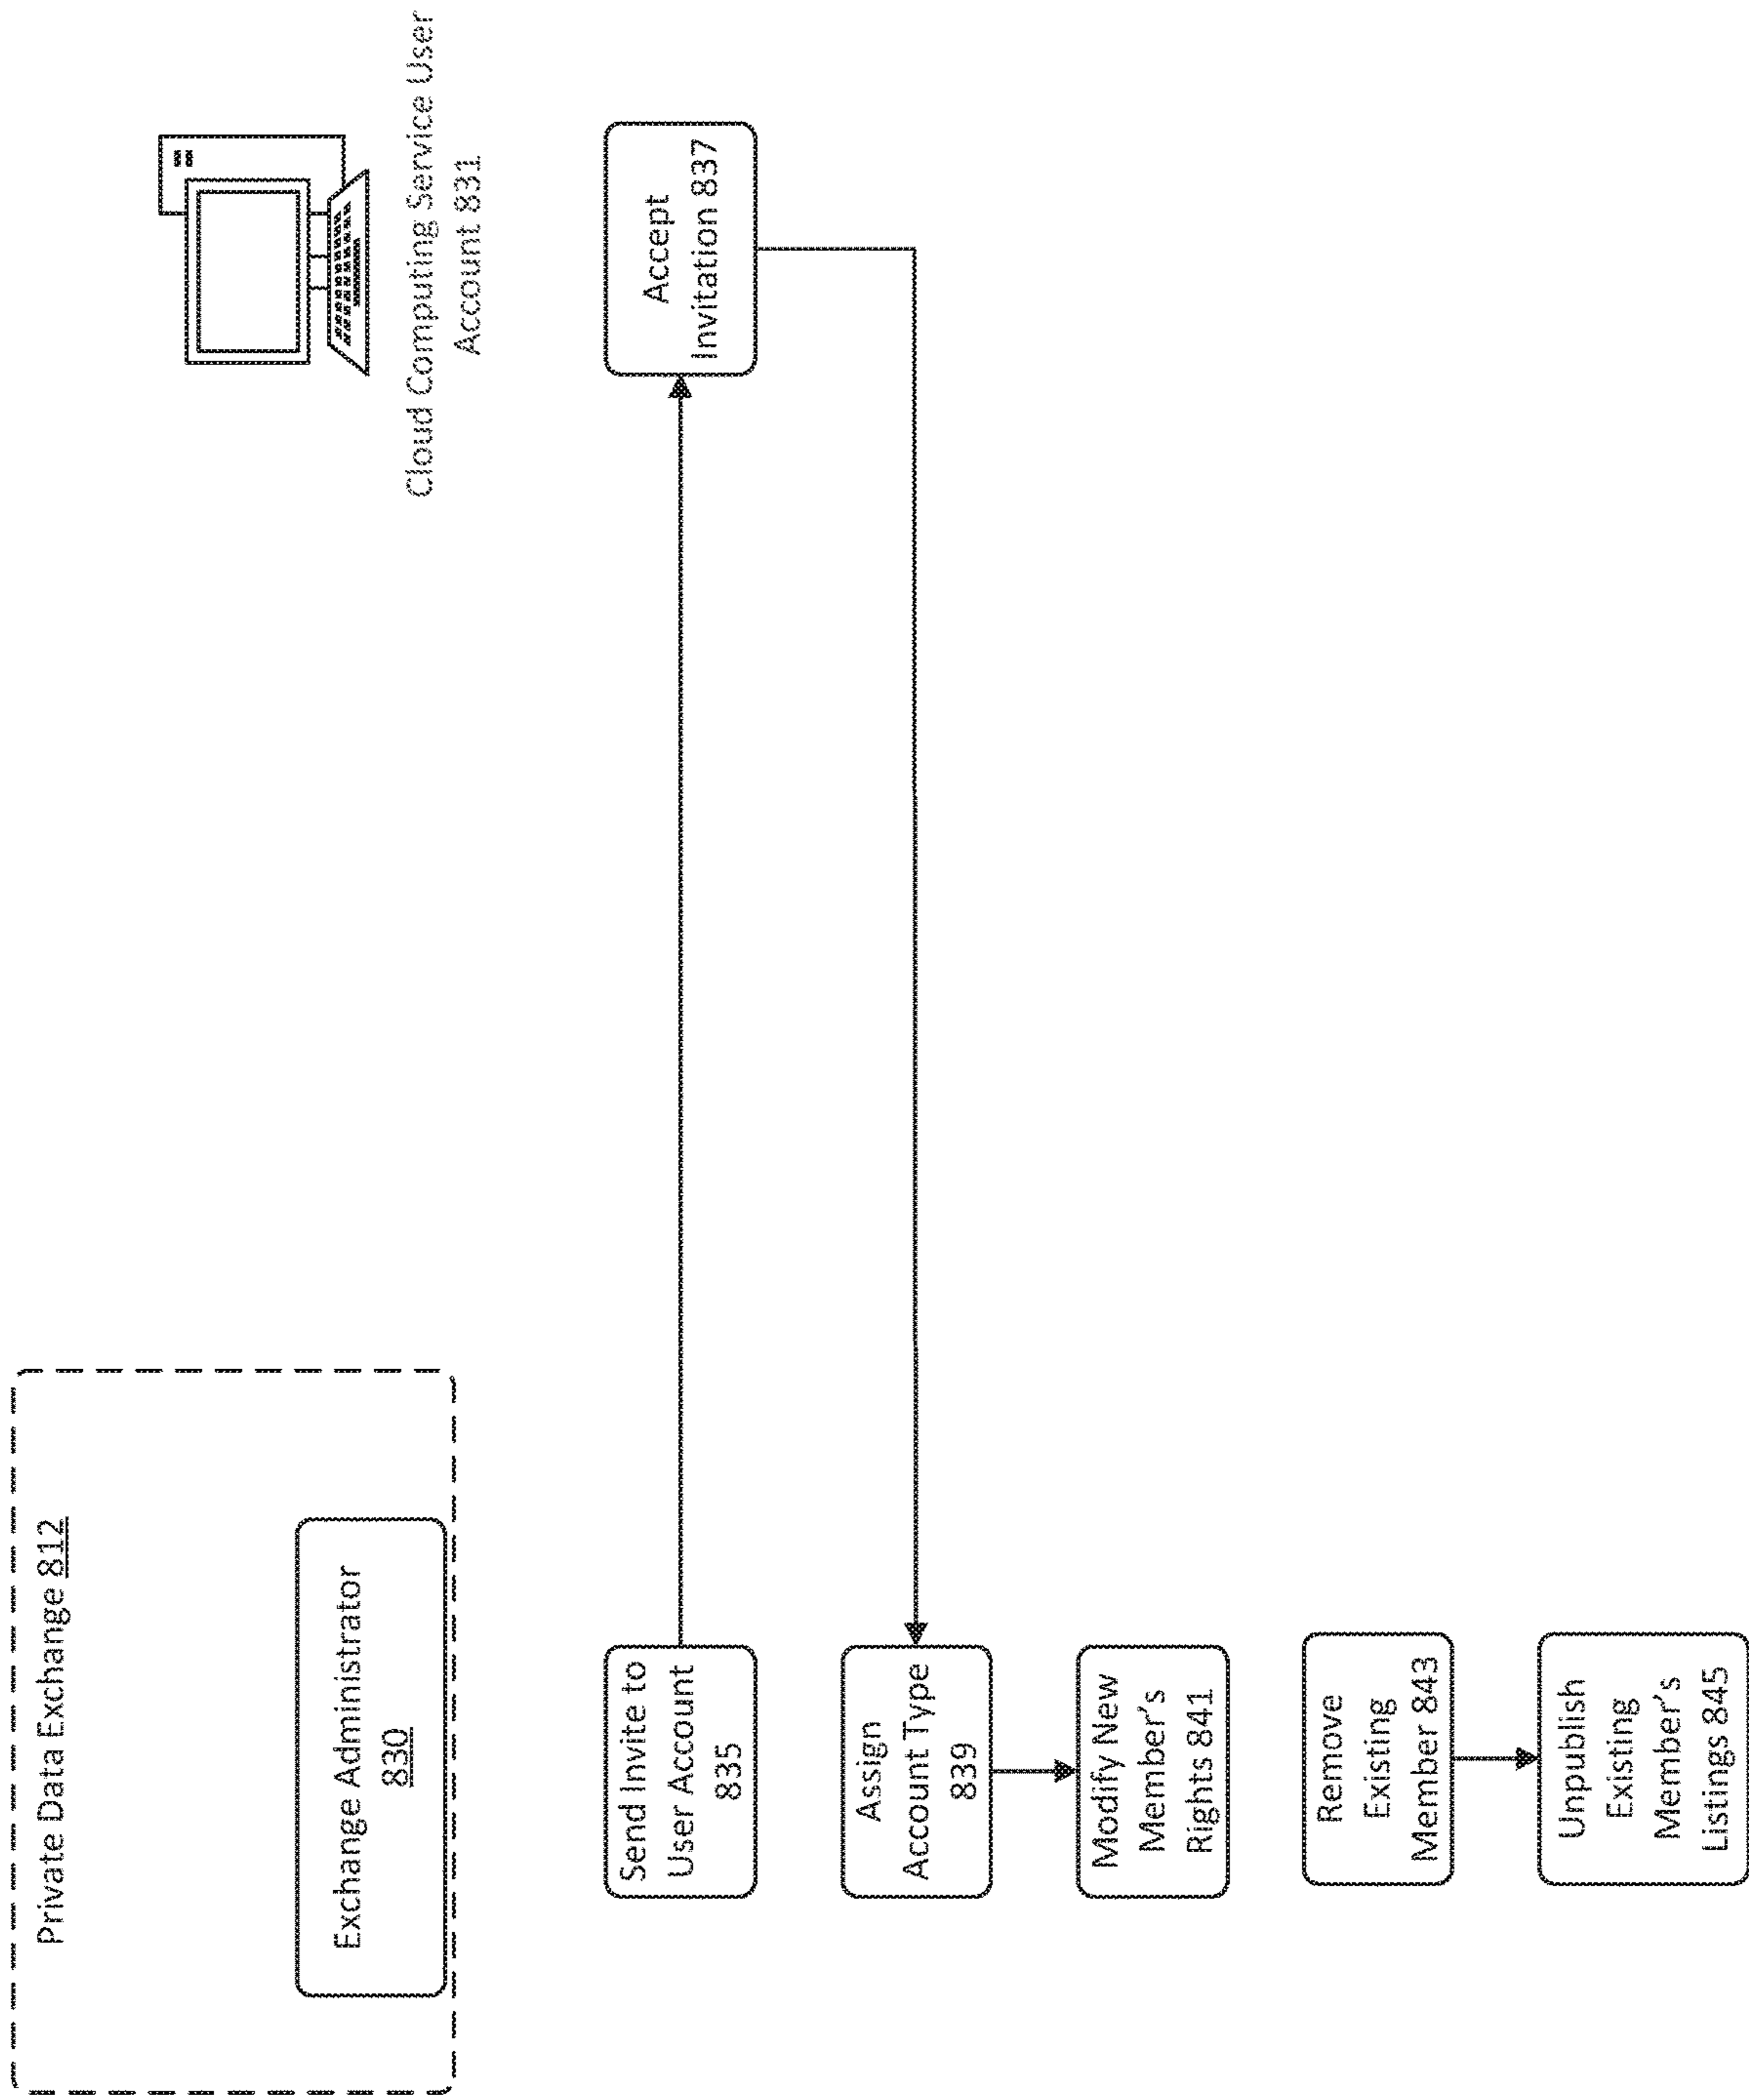 Private Data Exchange 812
Exchange Administrator
830
Cloud Computing Service User
Account 831
Send Invite to
User Account
835
Accept
Invitation 837
Assign
Account Type
839
Modify New
Member's
Rights 841
Remove
Existing
Member 843
Unpublish
Existing
Member's
Listings 845